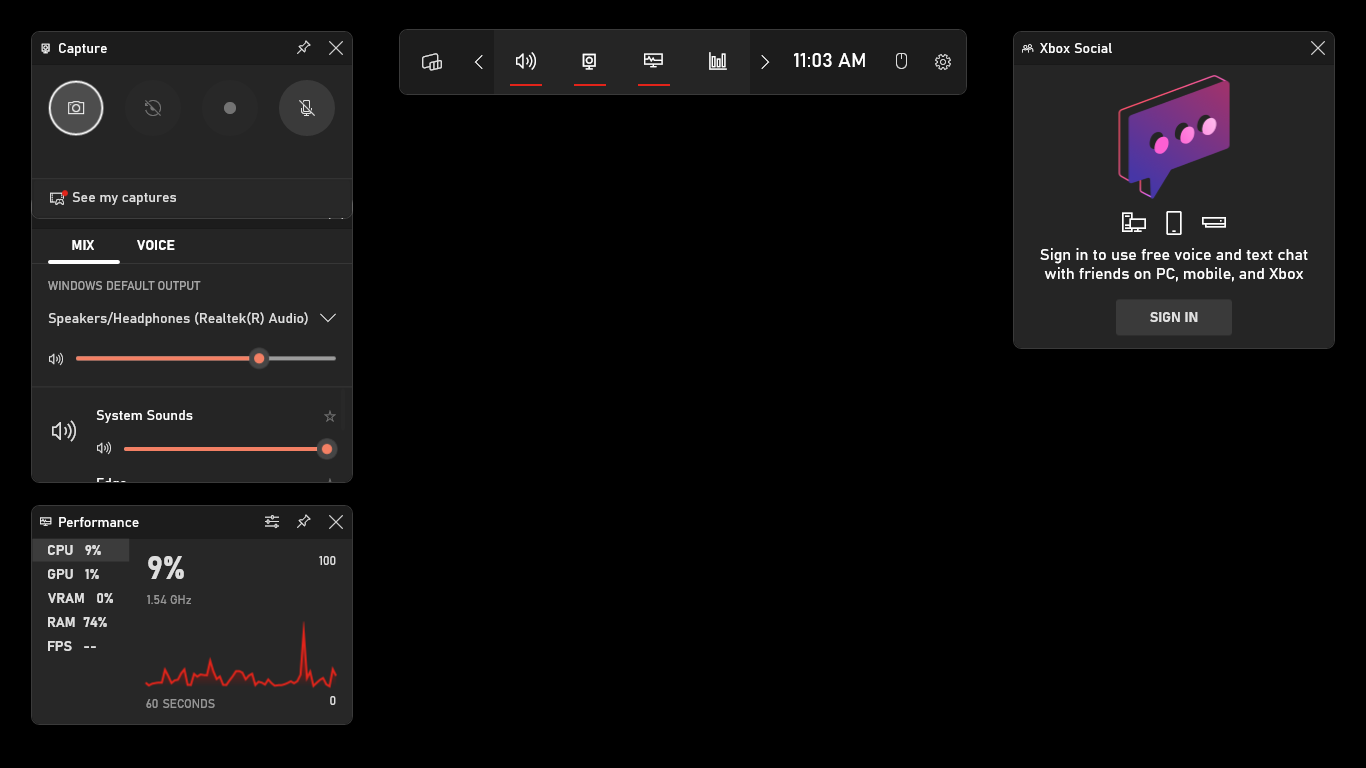 Capture
See my captures
MIX
VOICE
WINDOWS DEFAULT OUTPUT
Speakers/Headphones (Realtek(R) Audio)
System Sounds
Performance
CPU 9%
GPU 1%
VRAM 0%
RAM 74%
FPS --
9%
1.54 GHz
100
60 SECONDS
0
11:03 AM
Xbox Social
Sign in to use free voice and text chat
with friends on PC, mobile, and Xbox
SIGN IN